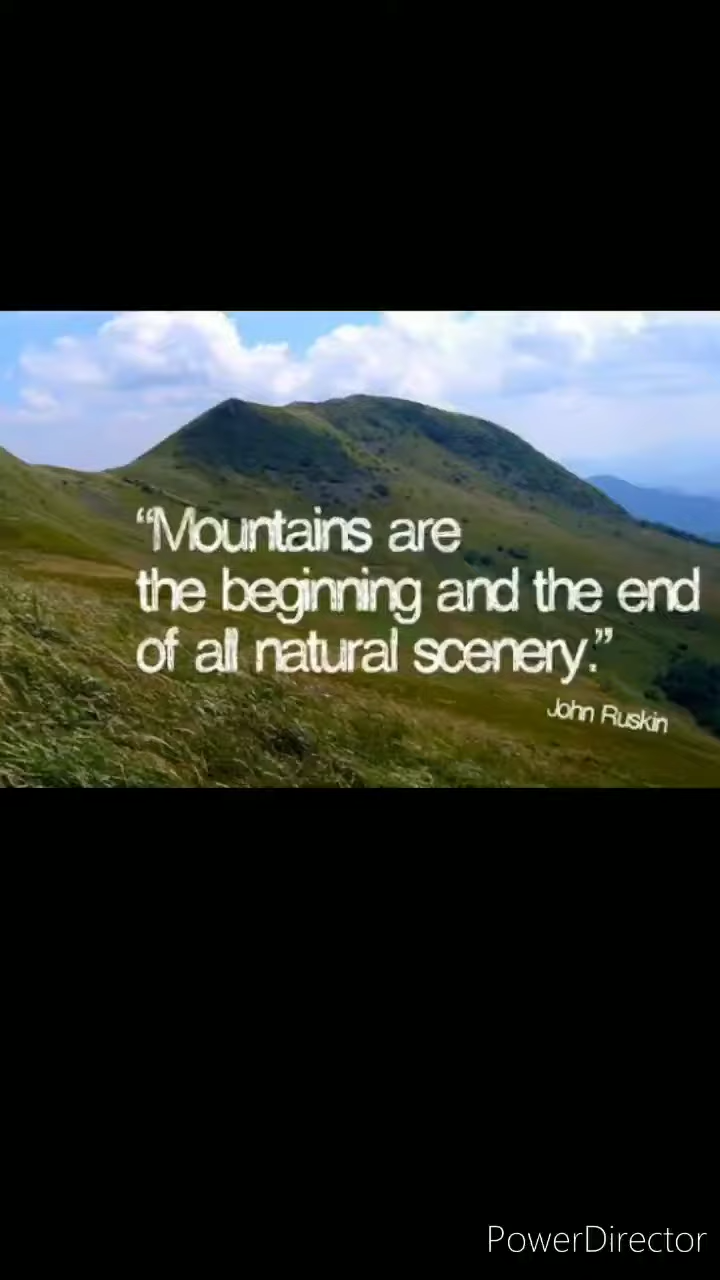 “Mountains are
the beginning and the end
of all natural scenery.”
John Ruskin
PowerDirector